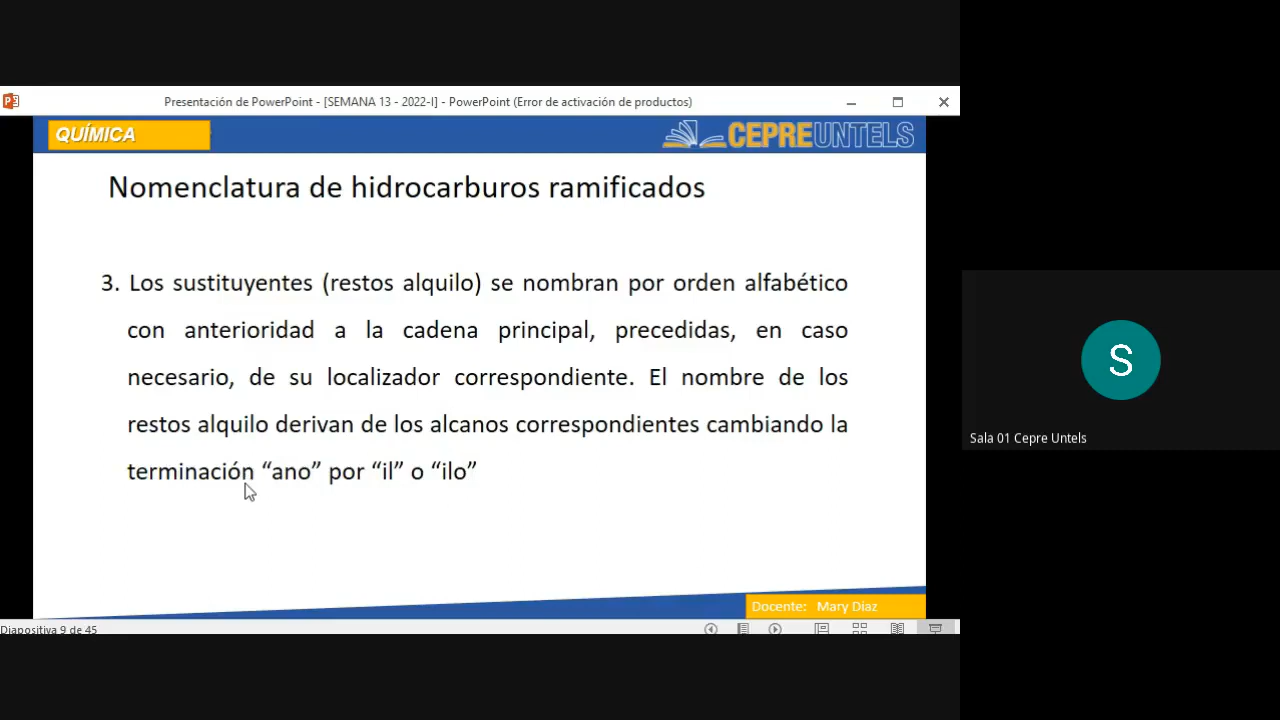 Presentación de PowerPoint - [SEMANA 13 - 2022-I] - PowerPoint (Error de activación de productos)
QUÍMICA
CEPREUNTELS
Nomenclatura de hidrocarburos ramificados
3. Los sustituyentes (restos alquilo) se nombran por orden alfabético
con anterioridad a la cadena principal, precedidas, en caso
necesario, de su localizador correspondiente. El nombre de los
restos alquilo derivan de los alcanos correspondientes cambiando la
terminación “ano” por “il” o “ilo”
S
Sala 01 Cepre Untels
Docente: Mary Diaz
Diapositiva 9 de 45